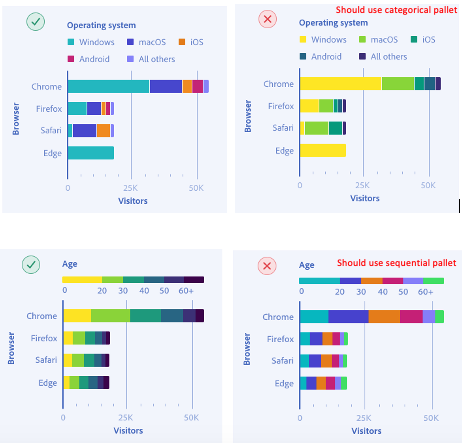 Operating system
Windows macOS iOS
Android All others
Chrome
Firefox
Safari
Edge
Browser
0 25K 50K
Visitors
Should use categorical pallet
Operating system
Windows macOS iOS
Android All others
Chrome
Firefox
Safari
Edge
Browser
0 25K 50K
Visitors
Age
0 20 30 40 50 60+
Chrome
Firefox
Safari
Edge
Browser
0 25K 50K
Visitors
Should use sequential pallet
Age
0 20 30 40 50 60+
Chrome
Firefox
Safari
Edge
Browser
0 25K 50K
Visitors